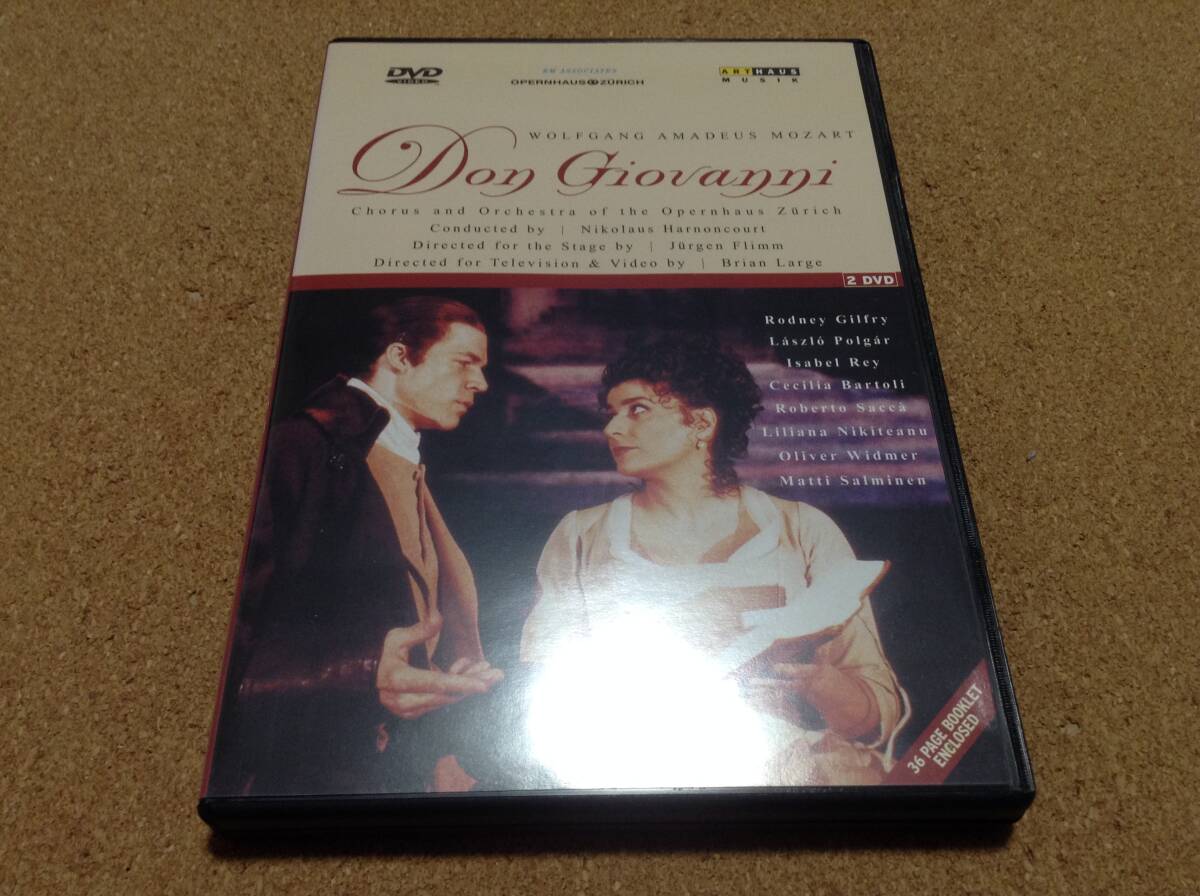 DVD
VIDEO
RM ASSOCIATES
OPERNHAUS ZÜRICH
ARTHAUS
MUSIK
WOLFGANG AMADEUS MOZART
Don Giovanni
Chorus and Orchestra of the Opernhaus Zürich
Conducted by | Nikolaus Harnoncourt
Directed for the Stage by | Jürgen Flimm
Directed for Television & Video by | Brian Large
2 DVD
Rodney Gilfry
László Polgár
Isabel Rey
Cecilia Bartoli
Roberto Saccà
Liliana Nikiteanu
Oliver Widmer
Matti Salminen
36 PAGE BOOKLET
ENCLOSED